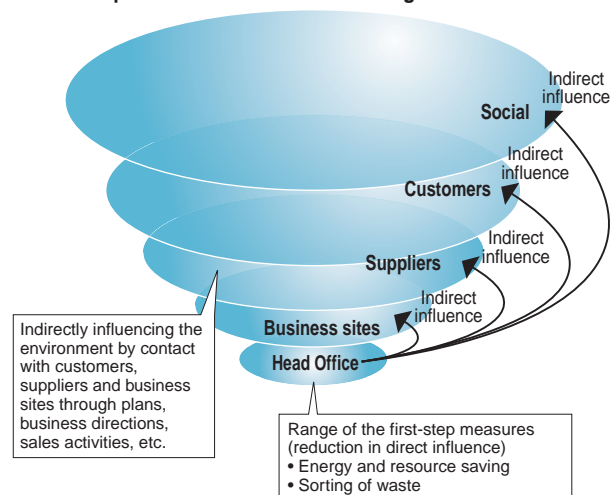 Indirect
influence
Social
Indirect
influence
Customers
Indirect
influence
Suppliers
Indirect
influence
Business sites
Head Office
Indirectly influencing the
environment by contact
with customers,
suppliers and business
sites through plans,
business directions,
sales activities, etc.
Range of the first-step measures
(reduction in direct influence)
• Energy and resource saving
• Sorting of waste